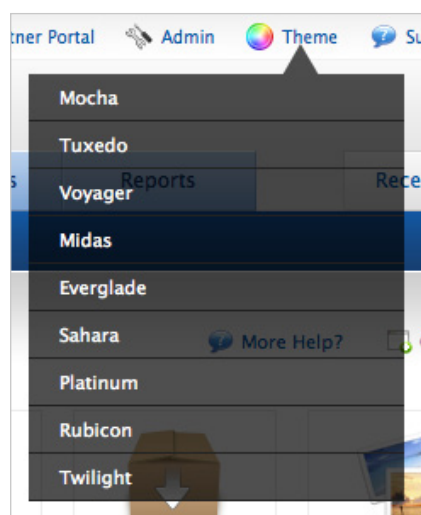 tner Portal Admin Theme Su
Mocha
Tuxedo
Voyager
s Reports Rece
Midas
Everglade
Sahara
More Help?
Platinum
Rubicon
Twilight